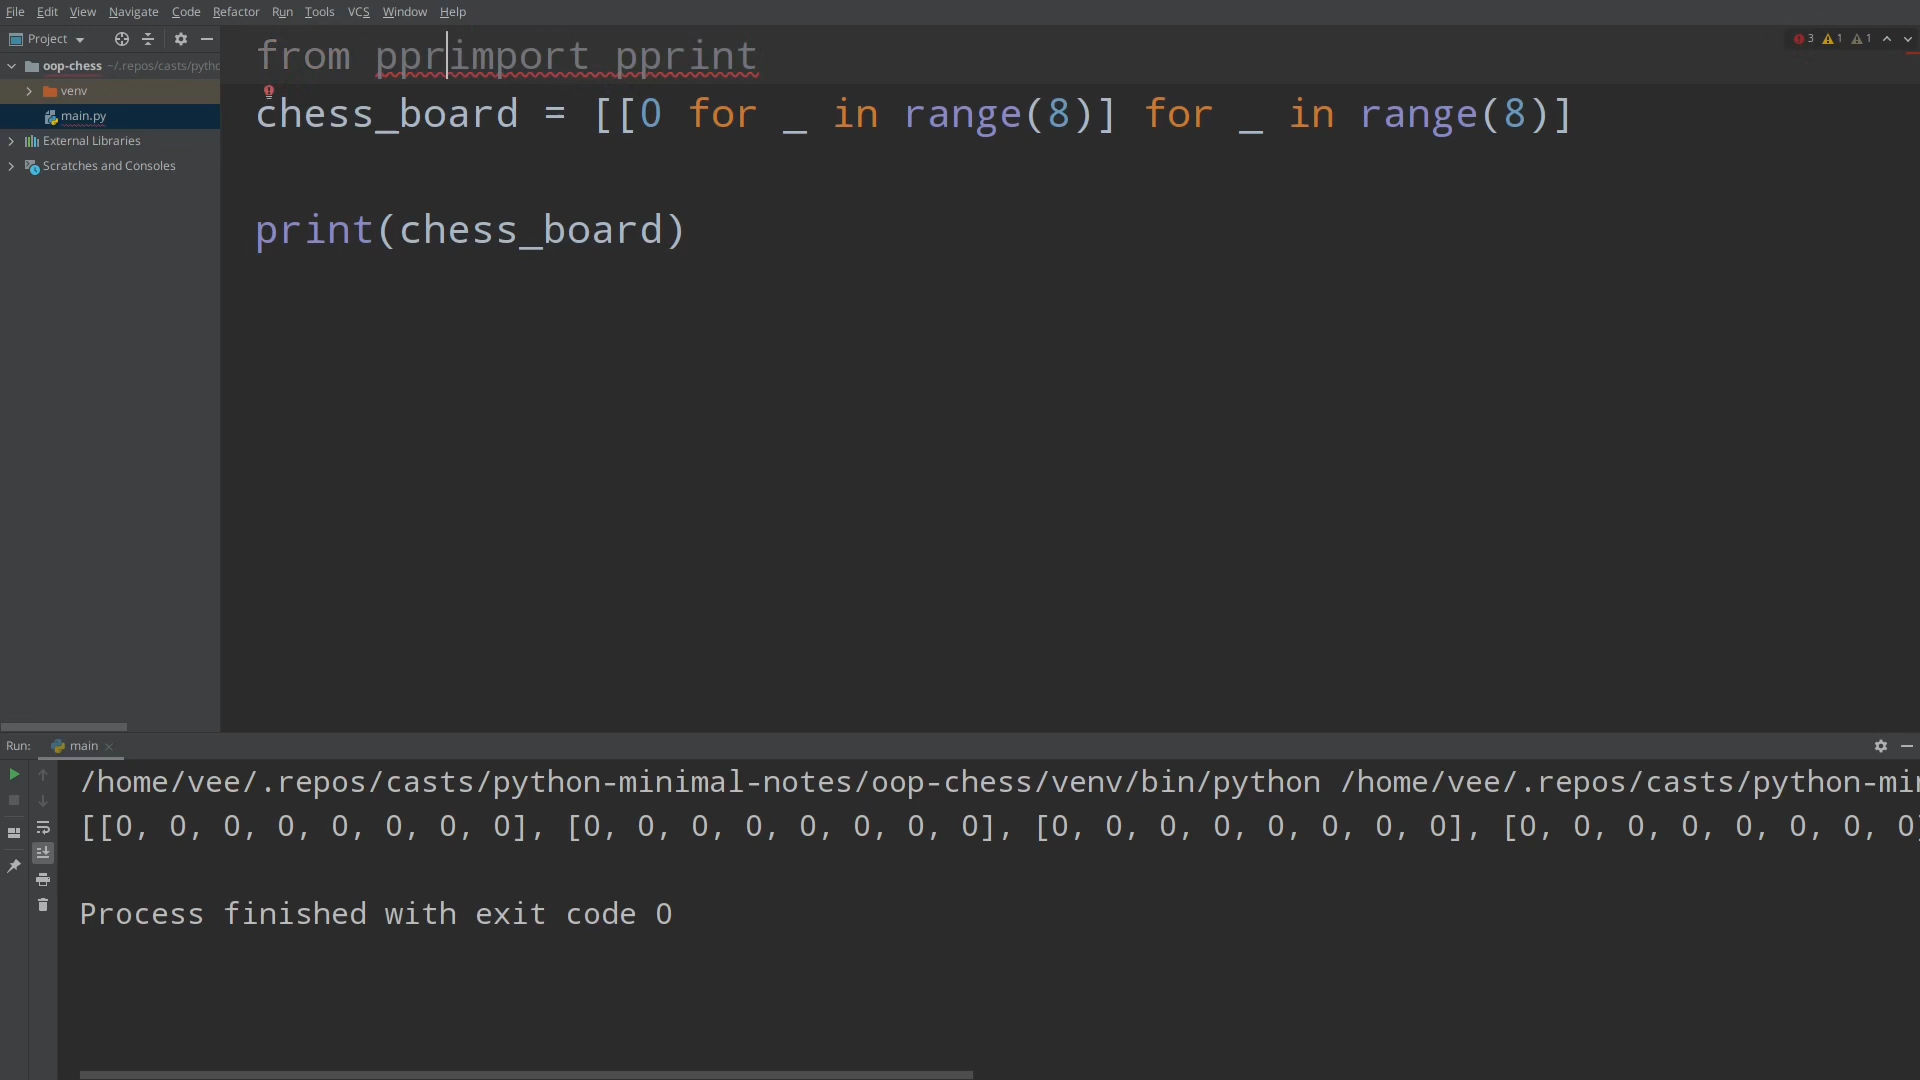 File Edit View Navigate Code Refactor Run Tools VCS Window Help
Project
oop-chess ~/.repos/casts/pytho
venv
main.py
External Libraries
Scratches and Consoles
3 1 1
from pprimport pprint
chess_board = [[0 for _ in range(8)] for _ in range(8)]
print(chess_board)
Run: main
/home/vee/.repos/casts/python-minimal-notes/oop-chess/venv/bin/python /home/vee/.repos/casts/python-min
[[0, 0, 0, 0, 0, 0, 0, 0], [0, 0, 0, 0, 0, 0, 0, 0], [0, 0, 0, 0, 0, 0, 0, 0], [0, 0, 0, 0, 0, 0, 0, 0]
Process finished with exit code 0